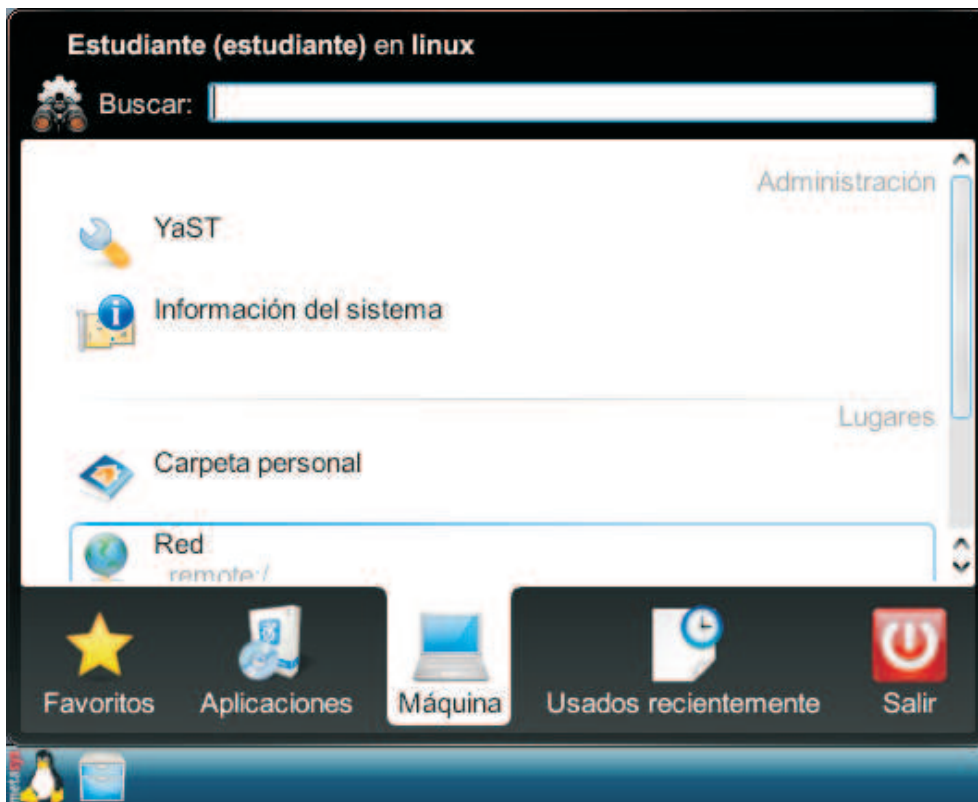 Estudiante (estudiante) en linux
Buscar:
Administración
YaST
Información del sistema
Lugares
Carpeta personal
Red
remote:/
Favoritos Aplicaciones Máquina Usados recientemente Salir
metasys